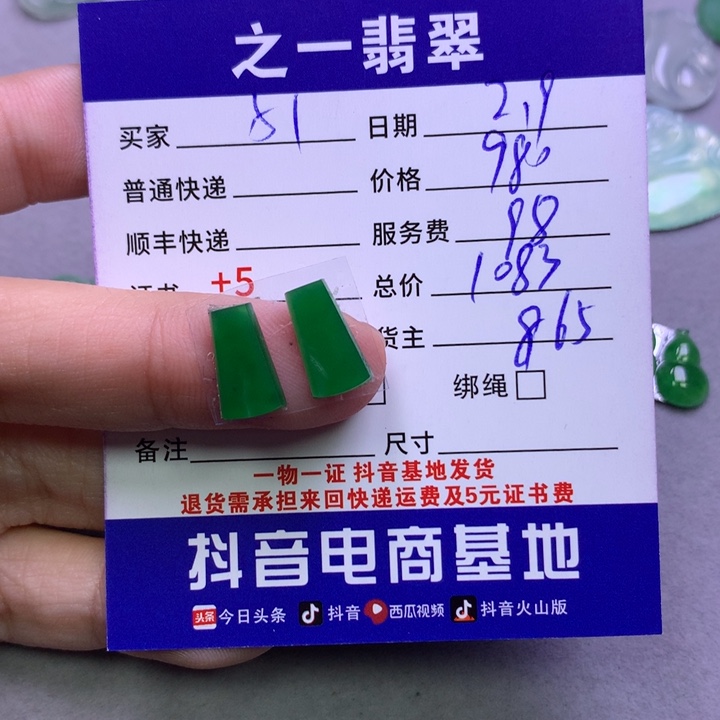 之一翡翠
买家 51 日期 2.9
普通快递 价格 980
顺丰快递 服务费 98
证书 +5 总价 1083
货主 865
绑绳
备注 尺寸
一物一证 抖音基地发货
退货需承担来回快递运费及5元证书费
抖音电商基地
头条 今日头条 抖音 西瓜视频 抖音火山版